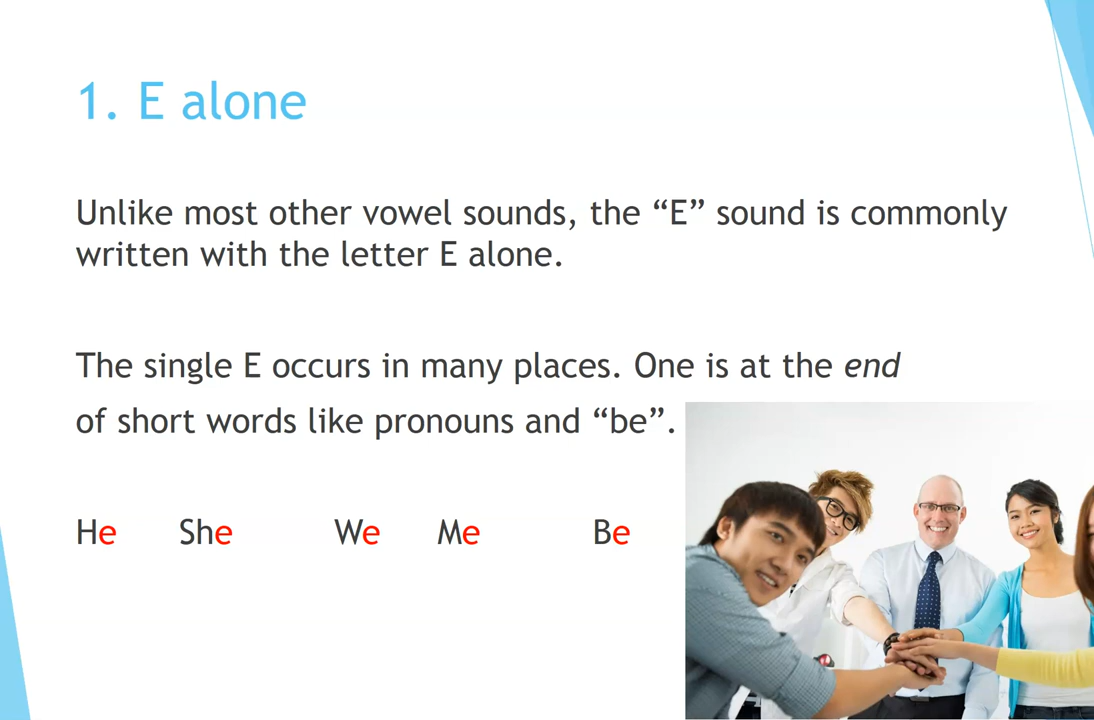 1. E alone
Unlike most other vowel sounds, the “E” sound is commonly
written with the letter E alone.
The single E occurs in many places. One is at the end
of short words like pronouns and “be”.
He She We Me Be